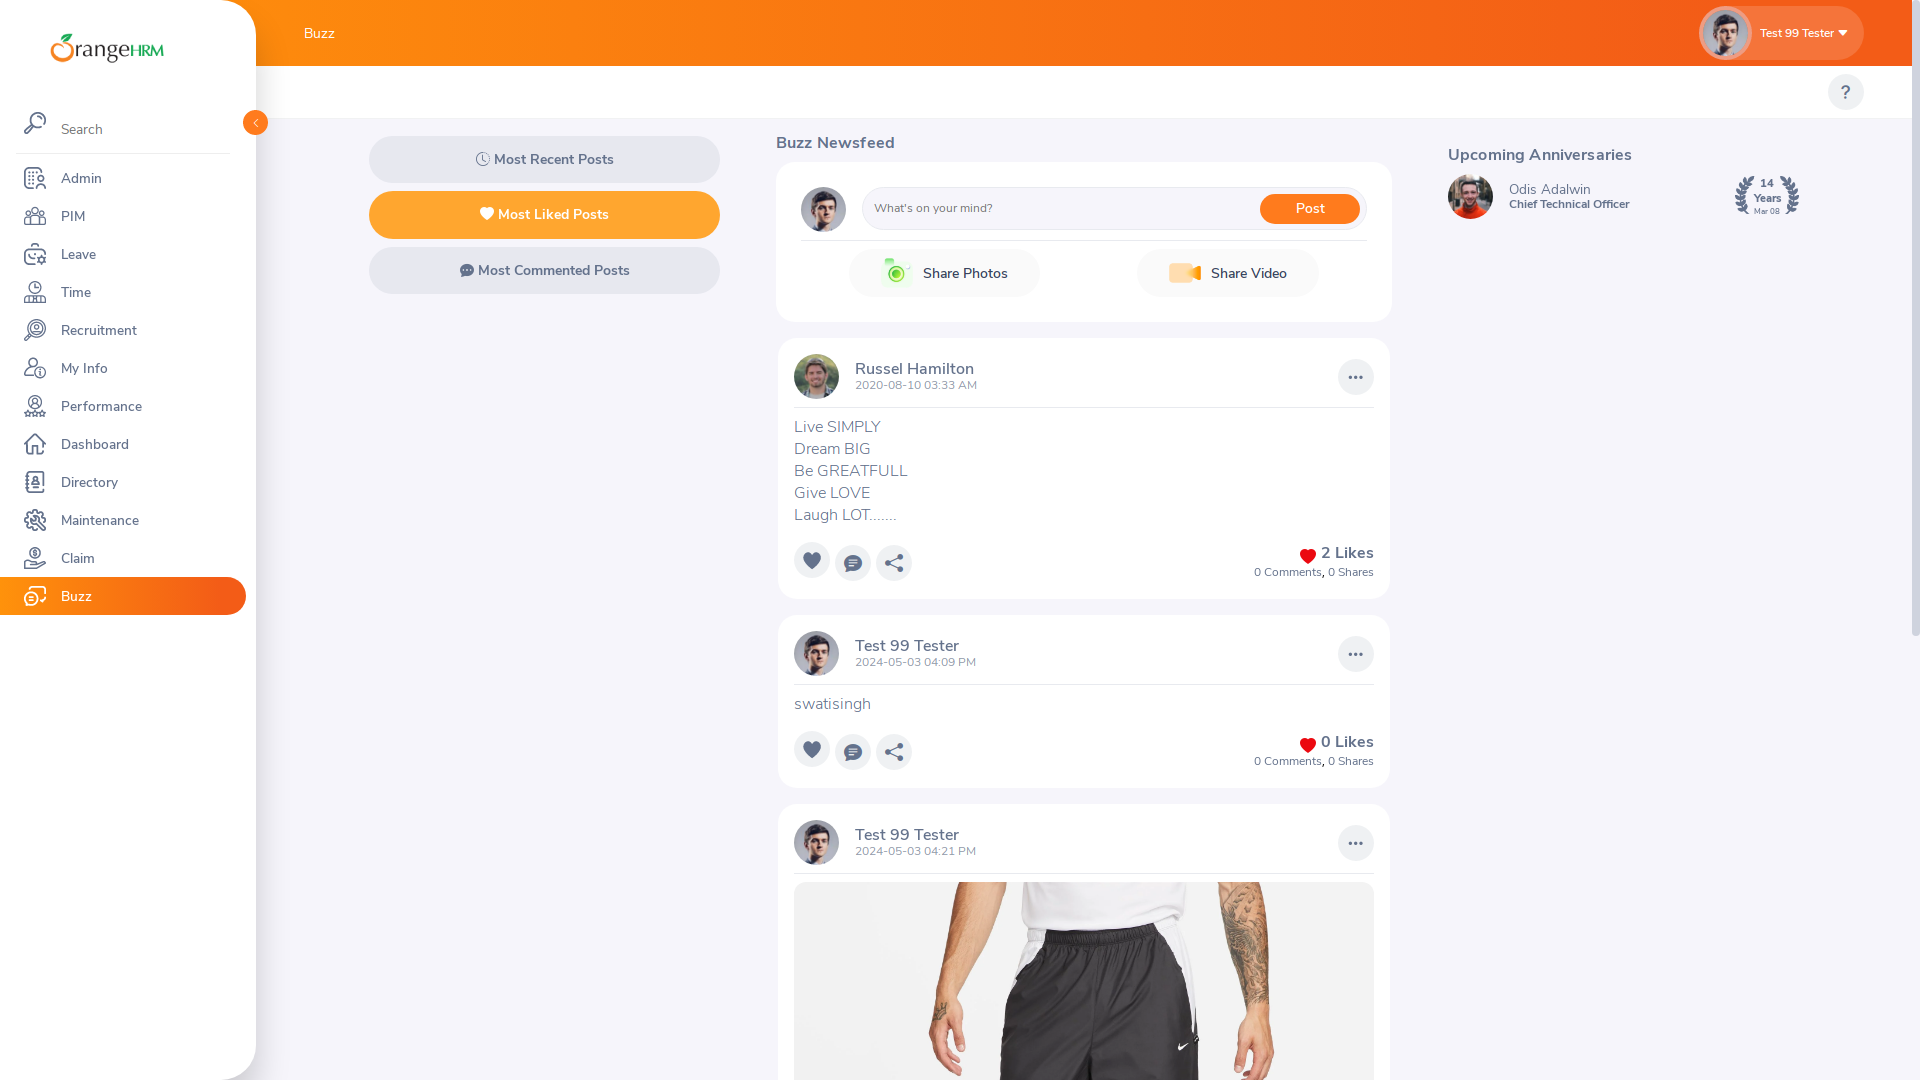 OrangeHRM
Buzz
Test 99 Tester
?
Search
Admin
PIM
Leave
Time
Recruitment
My Info
Performance
Dashboard
Directory
Maintenance
Claim
Buzz
Most Recent Posts
Most Liked Posts
Most Commented Posts
Buzz Newsfeed
What's on your mind?
Post
Share Photos
Share Video
Russel Hamilton
2020-08-10 03:33 AM
Live SIMPLY
Dream BIG
Be GREATFULL
Give LOVE
Laugh LOT.......
2 Likes
0 Comments, 0 Shares
Test 99 Tester
2024-05-03 04:09 PM
swatisingh
0 Likes
0 Comments, 0 Shares
Test 99 Tester
2024-05-03 04:21 PM
Upcoming Anniversaries
Odis Adalwin
Chief Technical Officer
14
Years
Mar 08